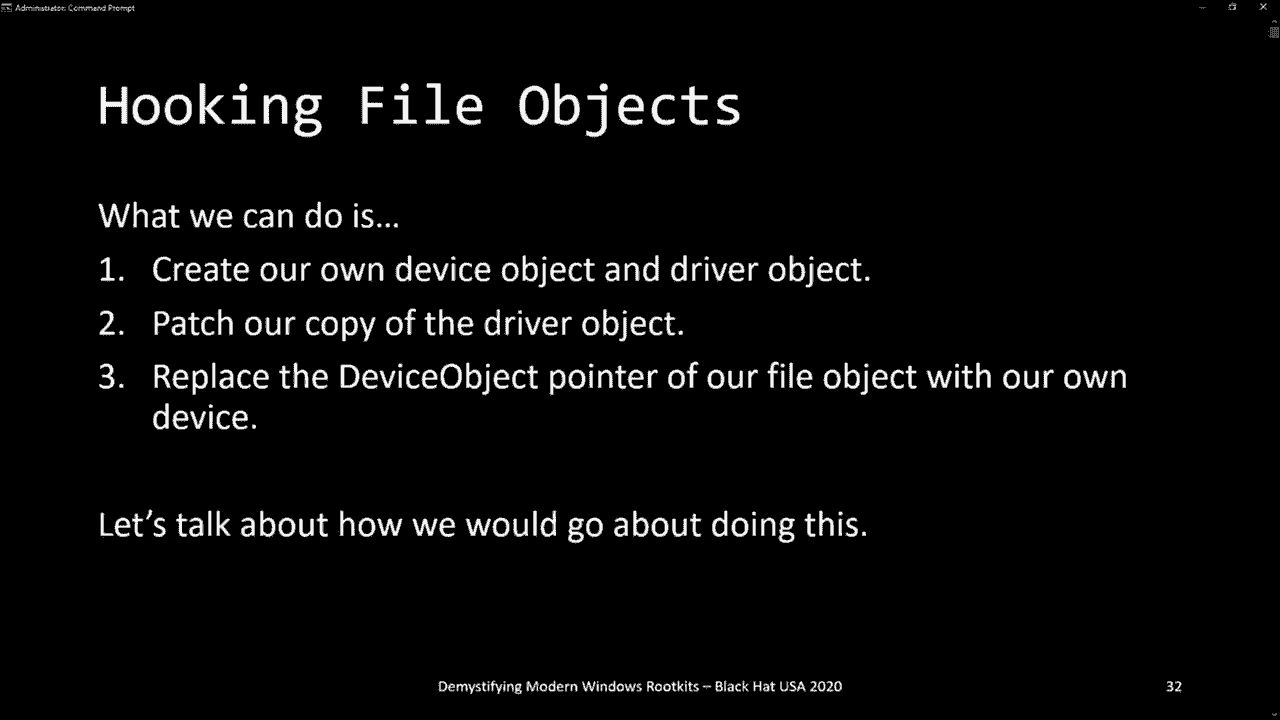 Administrator: Command Prompt
Hooking File Objects
What we can do is…
1. Create our own device object and driver object.
2. Patch our copy of the driver object.
3. Replace the DeviceObject pointer of our file object with our own
device.
Let’s talk about how we would go about doing this.
Demystifying Modern Windows Rootkits – Black Hat USA 2020
32